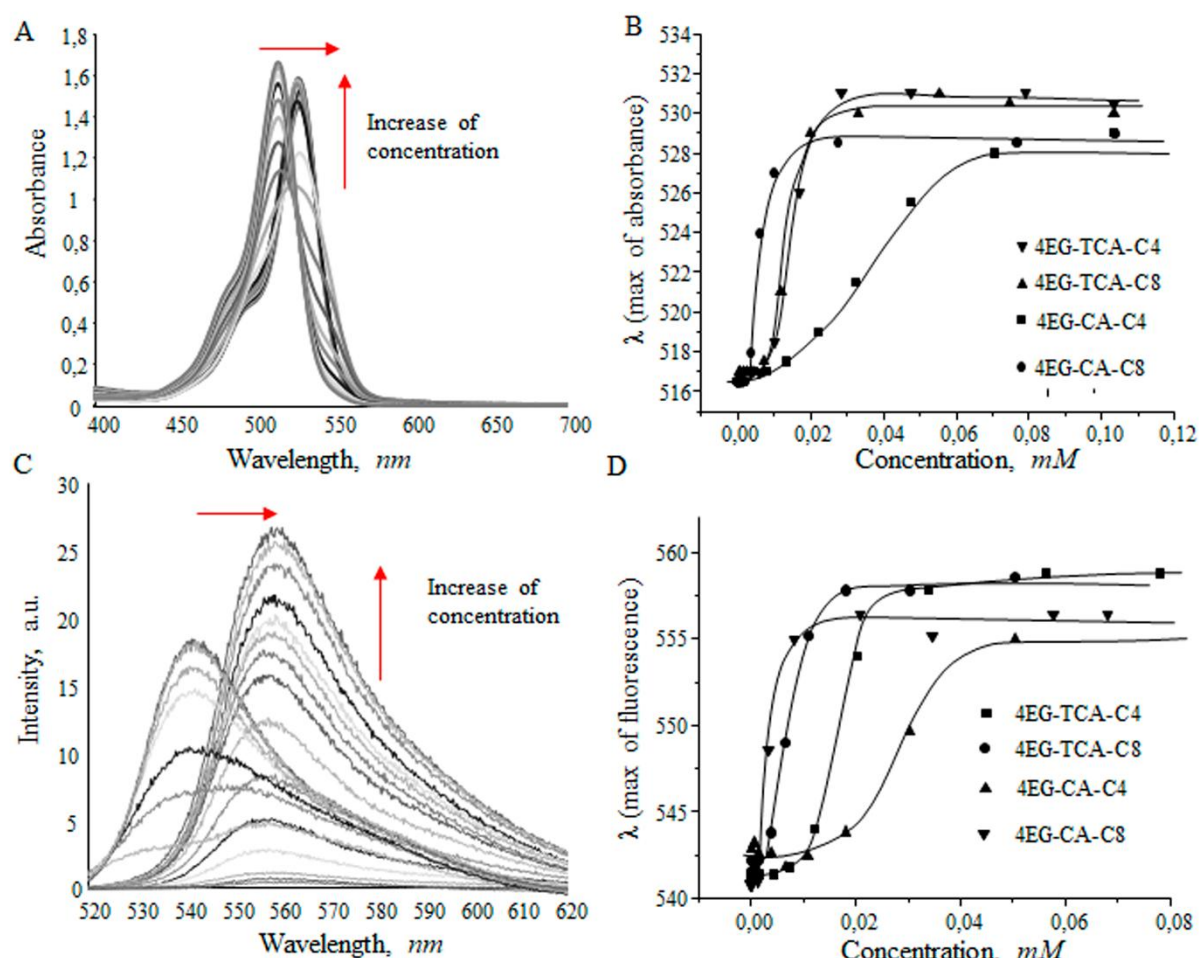 A
1,8
1,6
1,4
1,2
1
0,8
0,6
0,4
0,2
0
Absorbance
Increase of
concentration
400 450 500 550 600 650 700
Wavelength, nm
B
534
532
530
528
526
524
522
520
518
516
λ (max of absorbance)
4EG-TCA-C4
4EG-TCA-C8
4EG-CA-C4
4EG-CA-C8
0,00 0,02 0,04 0,06 0,08 0,10 0,12
Concentration, mM
C
30
25
20
15
10
5
0
Intensity, a.u.
Increase of
concentration
520 530 540 550 560 570 580 590 600 610 620
Wavelength, nm
D
560
555
550
545
540
λ (max of fluorescence)
4EG-TCA-C4
4EG-TCA-C8
4EG-CA-C4
4EG-CA-C8
0,00 0,02 0,04 0,06 0,08
Concentration, mM